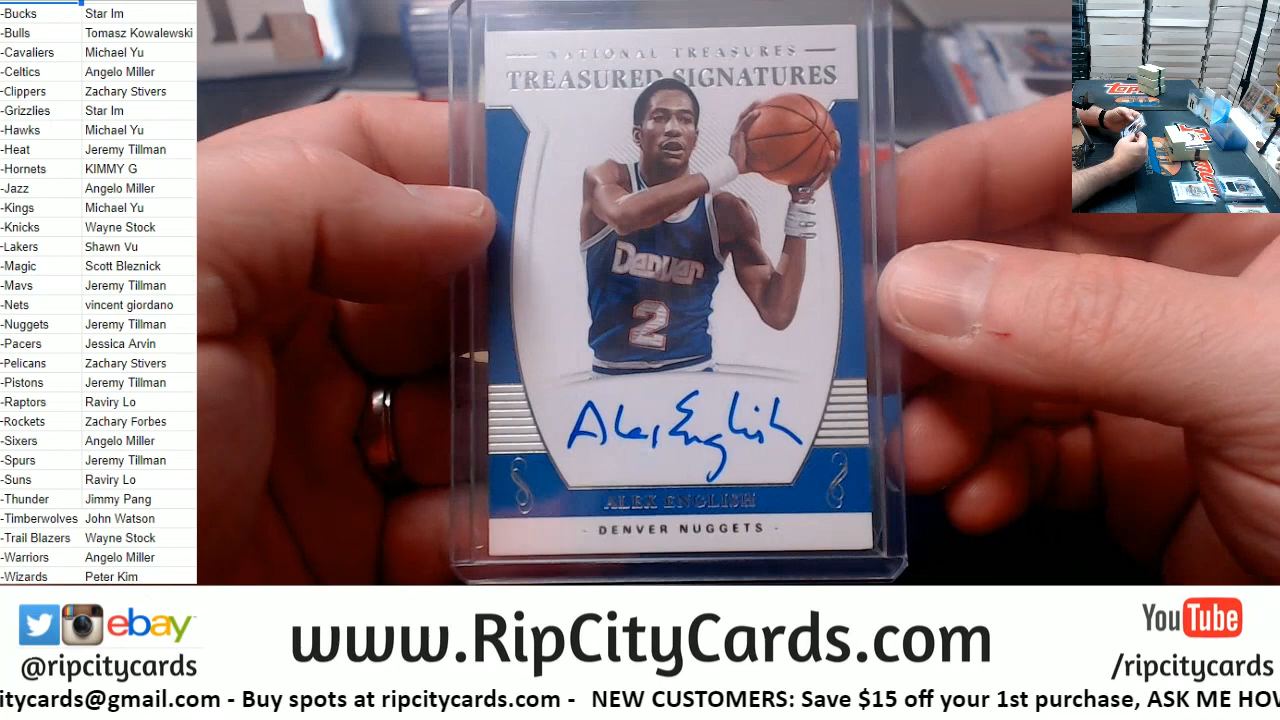 -Bucks Star Im
-Bulls Tomasz Kowalewski
-Cavaliers Michael Yu
-Celtics Angelo Miller
-Clippers Zachary Stivers
-Grizzlies Star Im
-Hawks Michael Yu
-Heat Jeremy Tillman
-Hornets KIMMY G
-Jazz Angelo Miller
-Kings Michael Yu
-Knicks Wayne Stock
-Lakers Shawn Vu
-Magic Scott Bleznick
-Mavs Jeremy Tillman
-Nets vincent giordano
-Nuggets Jeremy Tillman
-Pacers Jessica Arvin
-Pelicans Zachary Stivers
-Pistons Jeremy Tillman
-Raptors Raviry Lo
-Rockets Zachary Forbes
-Sixers Angelo Miller
-Spurs Jeremy Tillman
-Suns Raviry Lo
-Thunder Jimmy Pang
-Timberwolves John Watson
-Trail Blazers Wayne Stock
-Warriors Angelo Miller
-Wizards Peter Kim
NATIONAL TREASURES
TREASURED SIGNATURES
Denver
2
Alex English
ALEX ENGLISH
- DENVER NUGGETS -
Topps
ebay
@ripcitycards
www.RipCityCards.com
YouTube
/ripcitycards
itycards@gmail.com - Buy spots at ripcitycards.com - NEW CUSTOMERS: Save $15 off your 1st purchase, ASK ME HOW